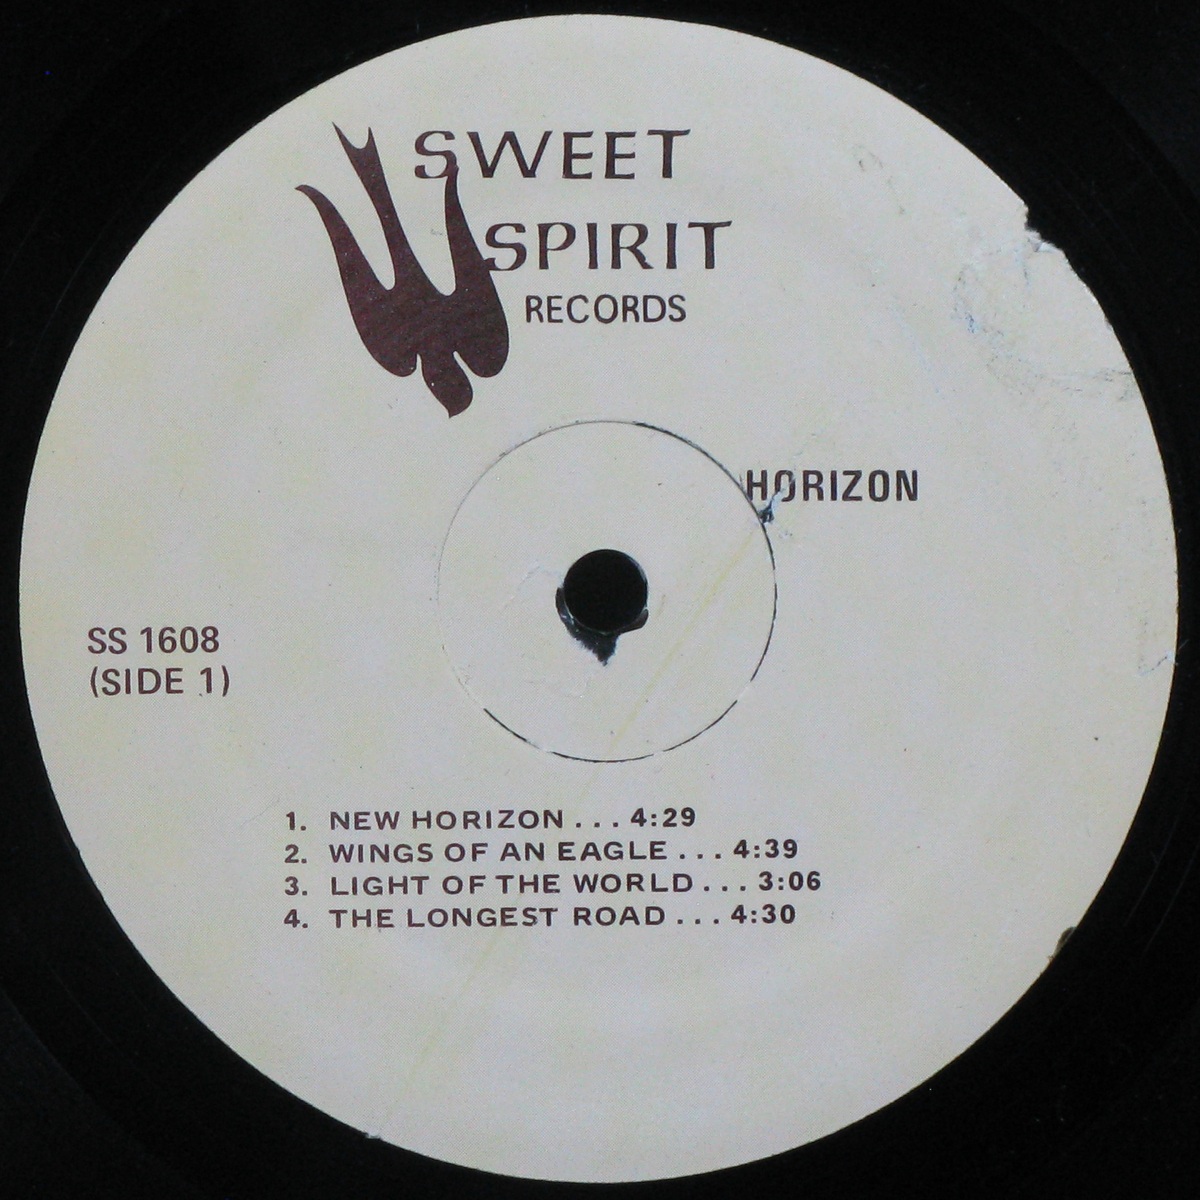 SWEET
SPIRIT
RECORDS
HORIZON
SS 1608
(SIDE 1)
1. NEW HORIZON . . . 4:29
2. WINGS OF AN EAGLE . . . 4:39
3. LIGHT OF THE WORLD . . . 3:06
4. THE LONGEST ROAD . . . 4:30